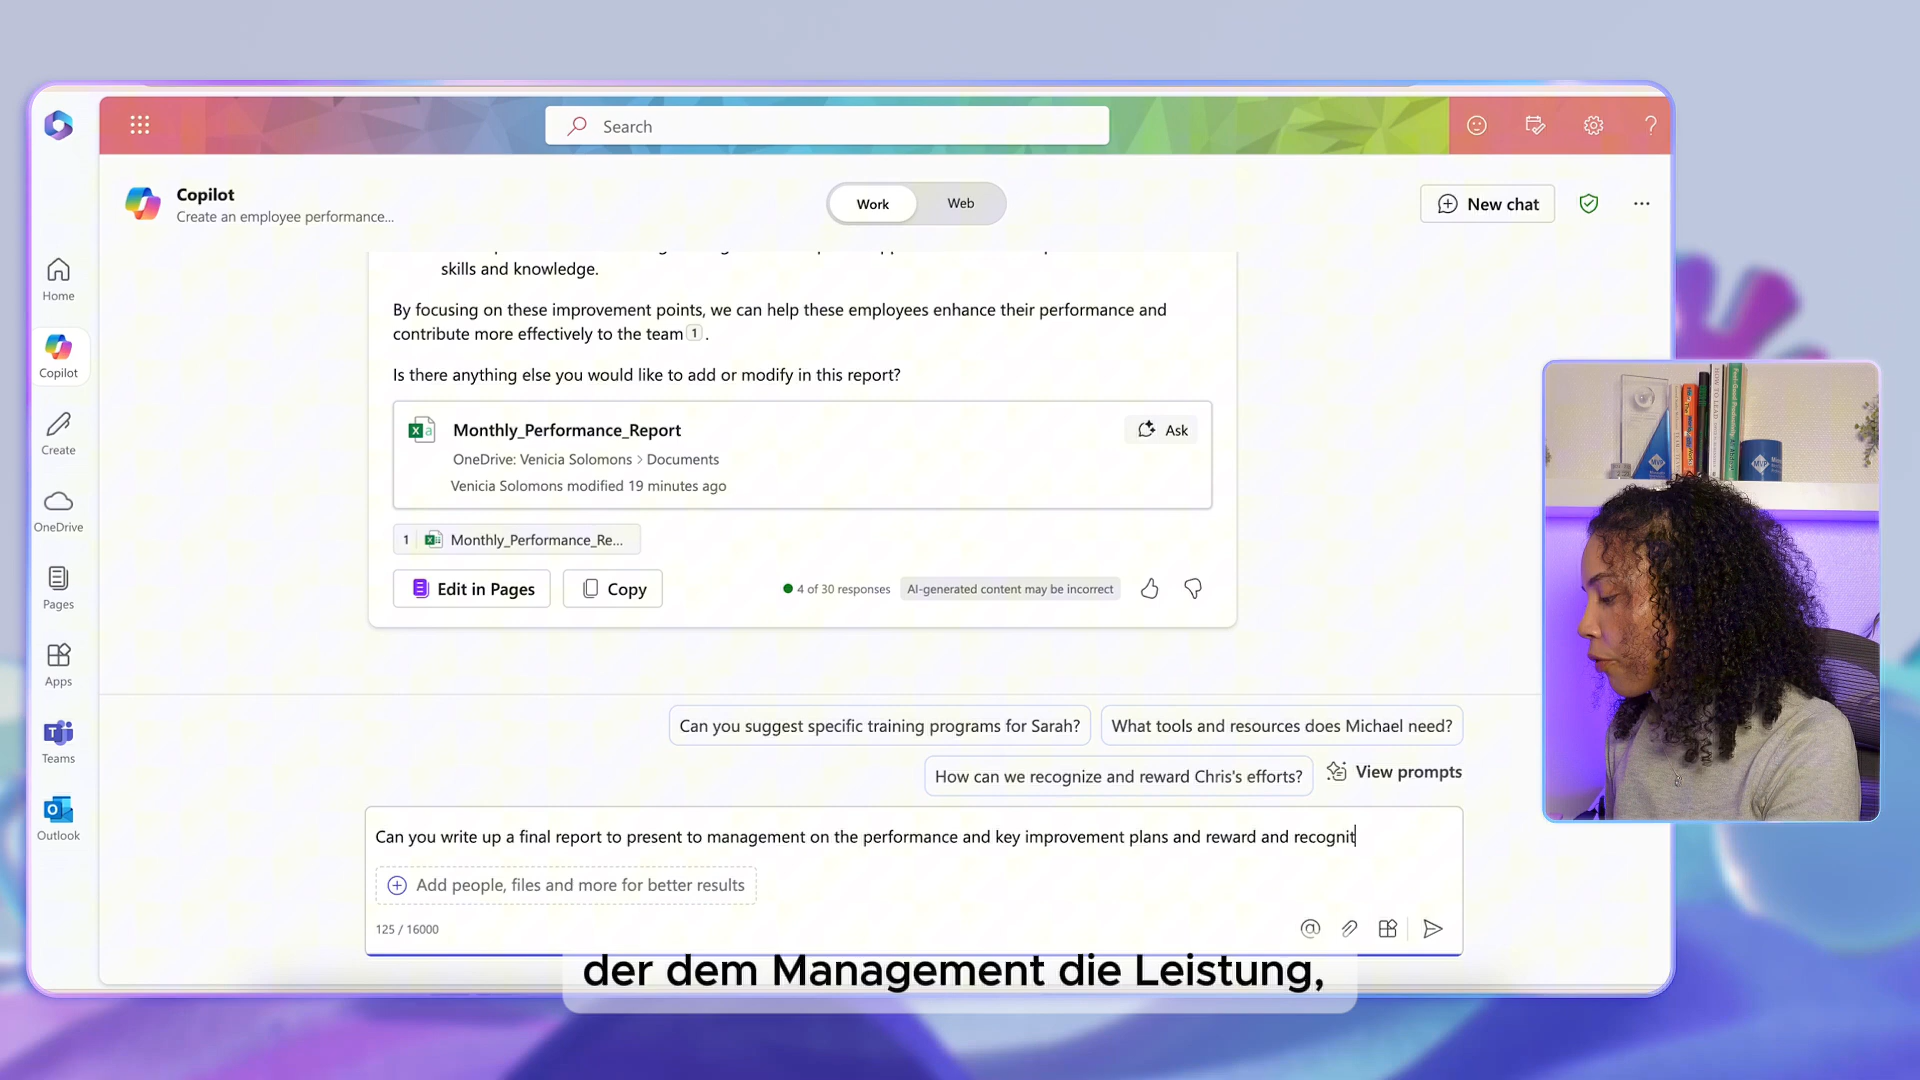 Search
Copilot
Create an employee performance...
Work
Web
New chat
Home
Copilot
Create
OneDrive
Pages
Apps
Teams
Outlook
skills and knowledge.
By focusing on these improvement points, we can help these employees enhance their performance and
contribute more effectively to the team 1 .
Is there anything else you would like to add or modify in this report?
Monthly_Performance_Report
Ask
OneDrive: Venicia Solomons > Documents
Venicia Solomons modified 19 minutes ago
1 Monthly_Performance_Re...
Edit in Pages
Copy
4 of 30 responses
AI-generated content may be incorrect
Can you suggest specific training programs for Sarah?
What tools and resources does Michael need?
How can we recognize and reward Chris's efforts?
View prompts
Can you write up a final report to present to management on the performance and key improvement plans and reward and recognit
Add people, files and more for better results
125 / 16000
der dem Management die Leistung,